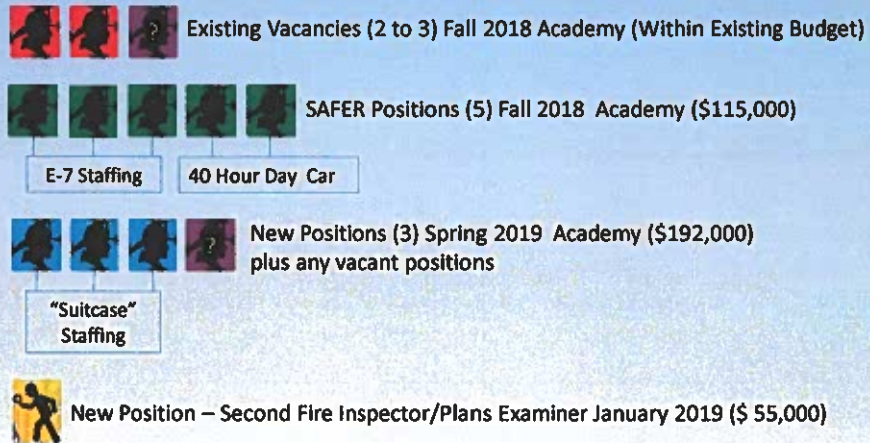 ?
Existing Vacancies (2 to 3) Fall 2018 Academy (Within Existing Budget)
SAFER Positions (5) Fall 2018 Academy ($115,000)
E-7 Staffing
40 Hour Day Car
?
New Positions (3) Spring 2019 Academy ($192,000)
plus any vacant positions
"Suitcase"
Staffing
New Position – Second Fire Inspector/Plans Examiner January 2019 ($ 55,000)